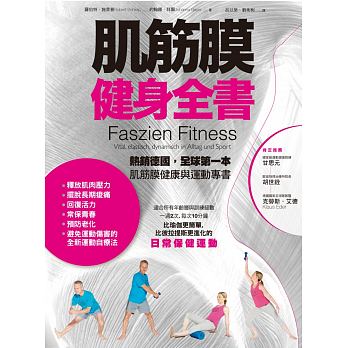 肌筋膜
健身全書
Faszien Fitness
Vital, elastisch, dynamisch in Alltag und Sport
熱銷德國，全球第一本
肌筋膜健康與運動專書
• 釋放肌肉壓力
• 擺脫長期痠痛
• 回復活力
• 常保青春
• 預防老化
• 避免運動傷害的
全新運動自療法
適合所有年齡層與訓練組數
一週2次，每次10分鐘
比瑜伽更簡單，
比彼拉提斯更進化的
日常保健運動
甘思元
胡世銓
克勞斯・艾德
Klaus Eder